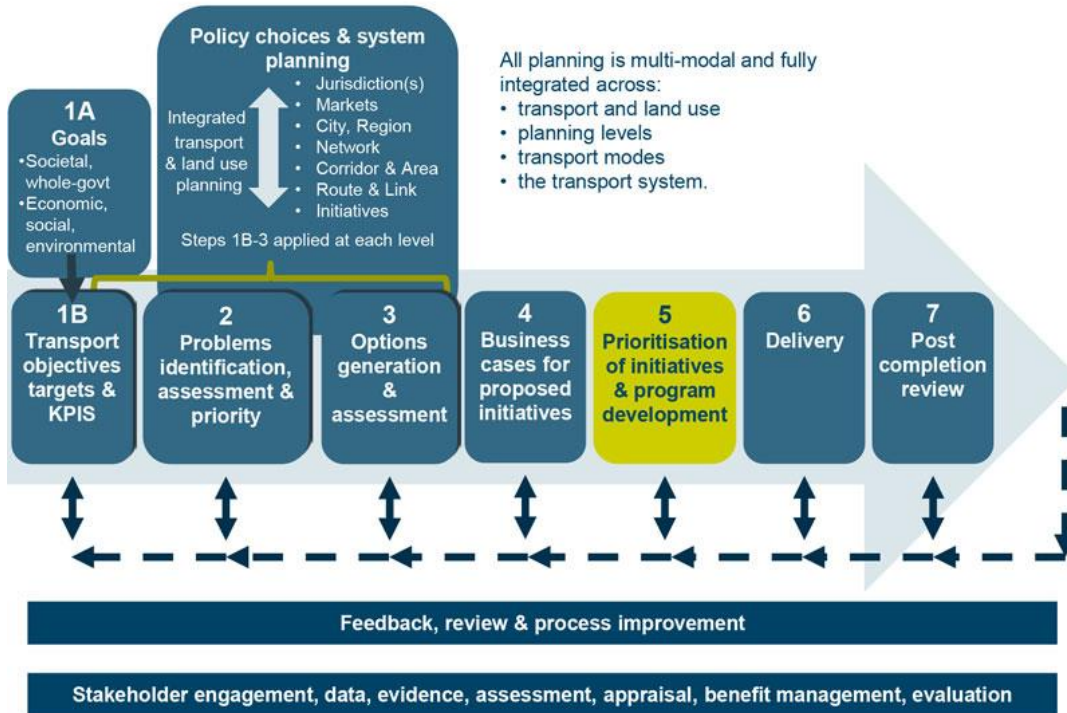 Policy choices & system
planning
Integrated
transport
& land use
planning
• Jurisdiction(s)
• Markets
• City, Region
• Network
• Corridor & Area
• Route & Link
• Initiatives
Steps 1B-3 applied at each level
All planning is multi-modal and fully
integrated across:
• transport and land use
• planning levels
• transport modes
• the transport system.
1A
Goals
•Societal,
whole-govt
•Economic,
social,
environmental
1B
Transport
objectives
targets &
KPIS
2
Problems
identification,
assessment &
priority
3
Options
generation
&
assessment
4
Business
cases for
proposed
initiatives
5
Prioritisation
of initiatives
& program
development
6
Delivery
7
Post
completion
review
Feedback, review & process improvement
Stakeholder engagement, data, evidence, assessment, appraisal, benefit management, evaluation